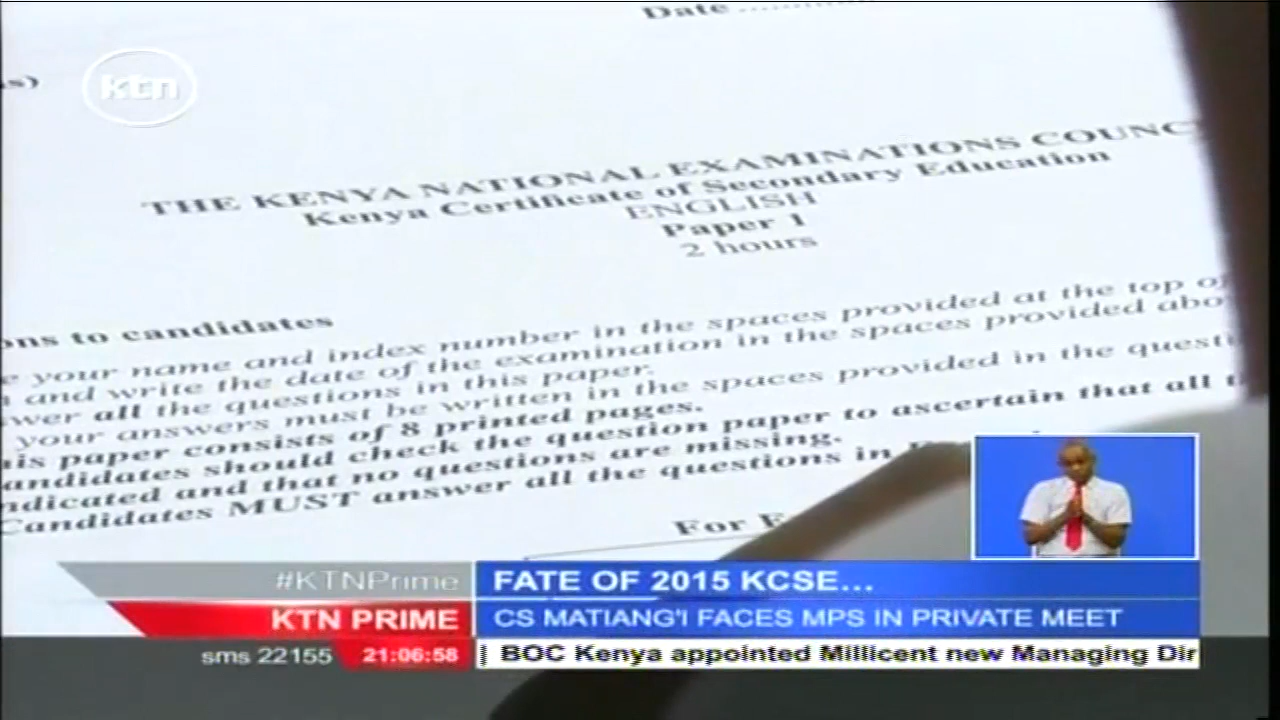 Date ...............
s)
ktn
THE KENYA NATIONAL EXAMINATIONS COUNC
Kenya Certificate of Secondary Education
ENGLISH
Paper 1
2 hours
ons to candidates
e your name and index number in the spaces provided at the top of
and write the date of the examination in the spaces provided abo
wer all the questions in this paper.
your answers must be written in the spaces provided in the questi
is paper consists of 8 printed pages.
andidates should check the question paper to ascertain that all t
ndicated and that no questions are missing.
Candidates MUST answer all the questions in
For E
#KTNPrime
FATE OF 2015 KCSE...
KTN PRIME
CS MATIANG'I FACES MPS IN PRIVATE MEET
sms 22155
21:06:58
| BOC Kenya appointed Millicent new Managing Dir